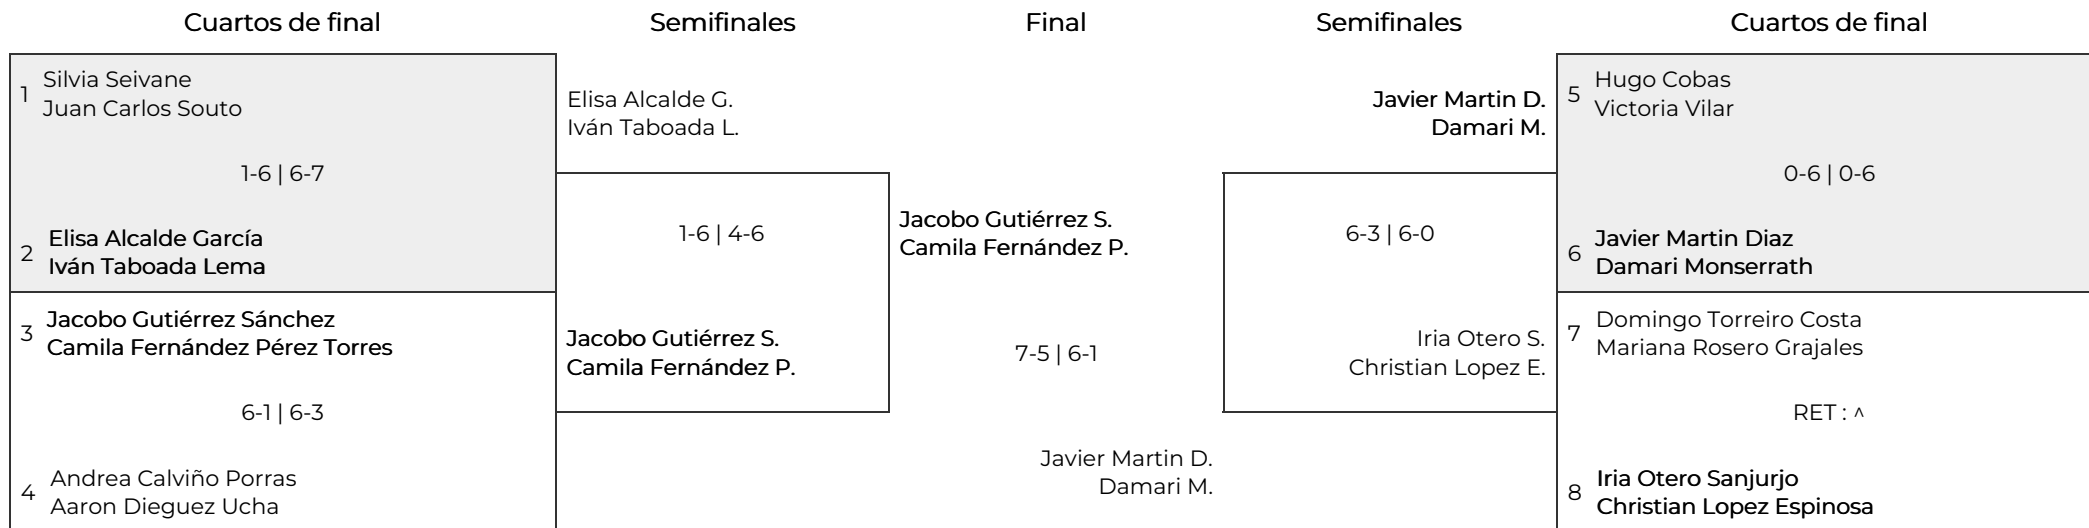 Cuartos de final
Semifinales
Final
Semifinales
Cuartos de final
1
Silvia Seivane
Juan Carlos Souto
1-6 | 6-7
2
Elisa Alcalde García
Iván Taboada Lema
3
Jacobo Gutiérrez Sánchez
Camila Fernández Pérez Torres
6-1 | 6-3
4
Andrea Calviño Porras
Aaron Dieguez Ucha
Elisa Alcalde G.
Iván Taboada L.
1-6 | 4-6
Jacobo Gutiérrez S.
Camila Fernández P.
Jacobo Gutiérrez S.
Camila Fernández P.
7-5 | 6-1
Javier Martin D.
Damari M.
Javier Martin D.
Damari M.
6-3 | 6-0
Iria Otero S.
Christian Lopez E.
5
Hugo Cobas
Victoria Vilar
0-6 | 0-6
6
Javier Martin Diaz
Damari Monserrath
7
Domingo Torreiro Costa
Mariana Rosero Grajales
RET : ^
8
Iria Otero Sanjurjo
Christian Lopez Espinosa